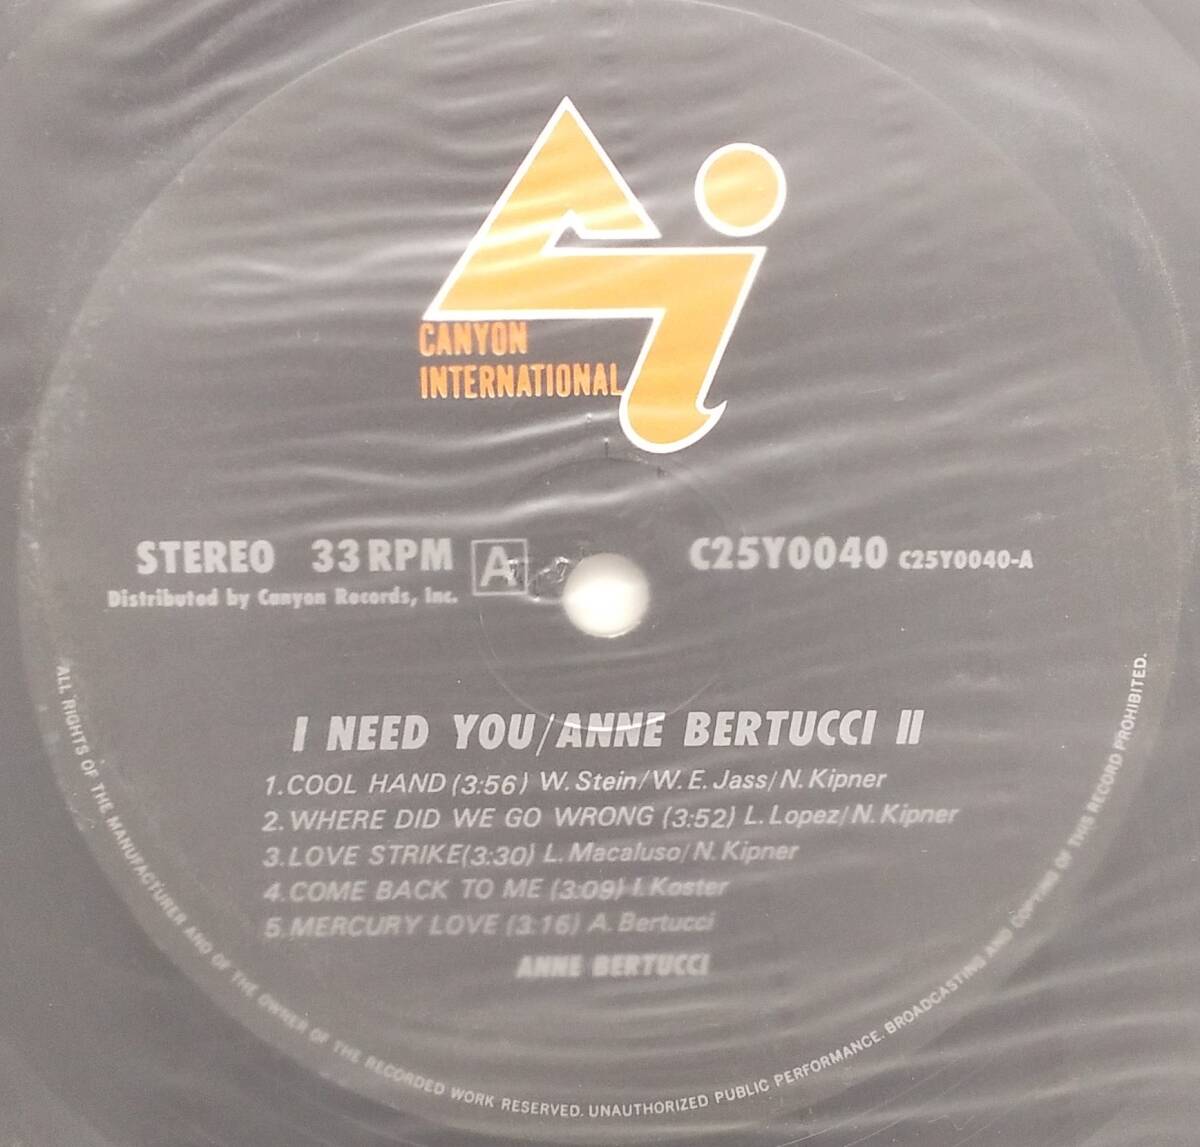 CANYON
INTERNATIONAL
STEREO 33 RPM A C25Y0040 C25Y0040-A
Distributed by Canyon Records, Inc.
I NEED YOU/ANNE BERTUCCI II
1.COOL HAND (3:56) W. Stein/W. E. Jass/N. Kipner
2.WHERE DID WE GO WRONG (3:52) L. Lopez/N. Kipner
3.LOVE STRIKE(3:30) L. Macaluso/N. Kipner
4.COME BACK TO ME (3:09) I. Koster
5.MERCURY LOVE (3:16) A. Bertucci
ANNE BERTUCCI
ALL RIGHTS OF THE MANUFACTURER AND OF THE OWNER OF THE RECORDED WORK RESERVED. UNAUTHORIZED PUBLIC PERFORMANCE. BROADCASTING AND COPYING OF THIS RECORD PROHIBITED.